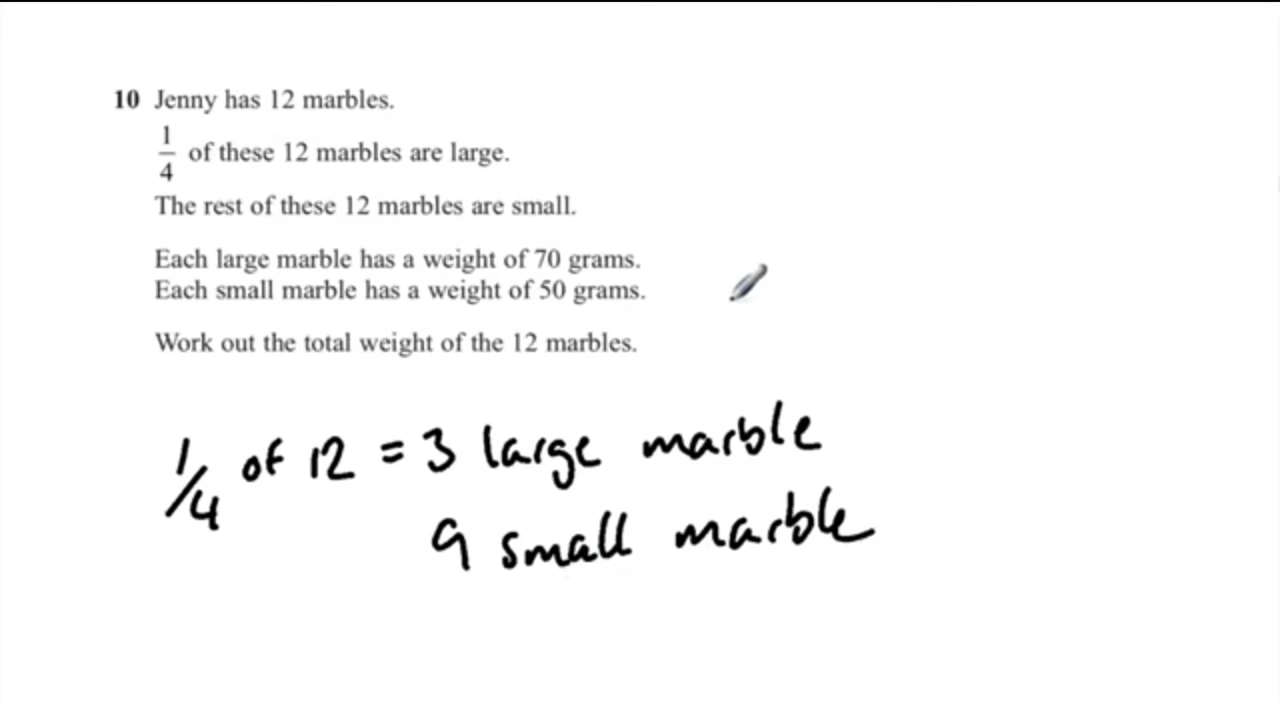 10 Jenny has 12 marbles.
1/4 of these 12 marbles are large.
The rest of these 12 marbles are small.
Each large marble has a weight of 70 grams.
Each small marble has a weight of 50 grams.
Work out the total weight of the 12 marbles.
1/4 of 12 = 3 large marble
9 small marble